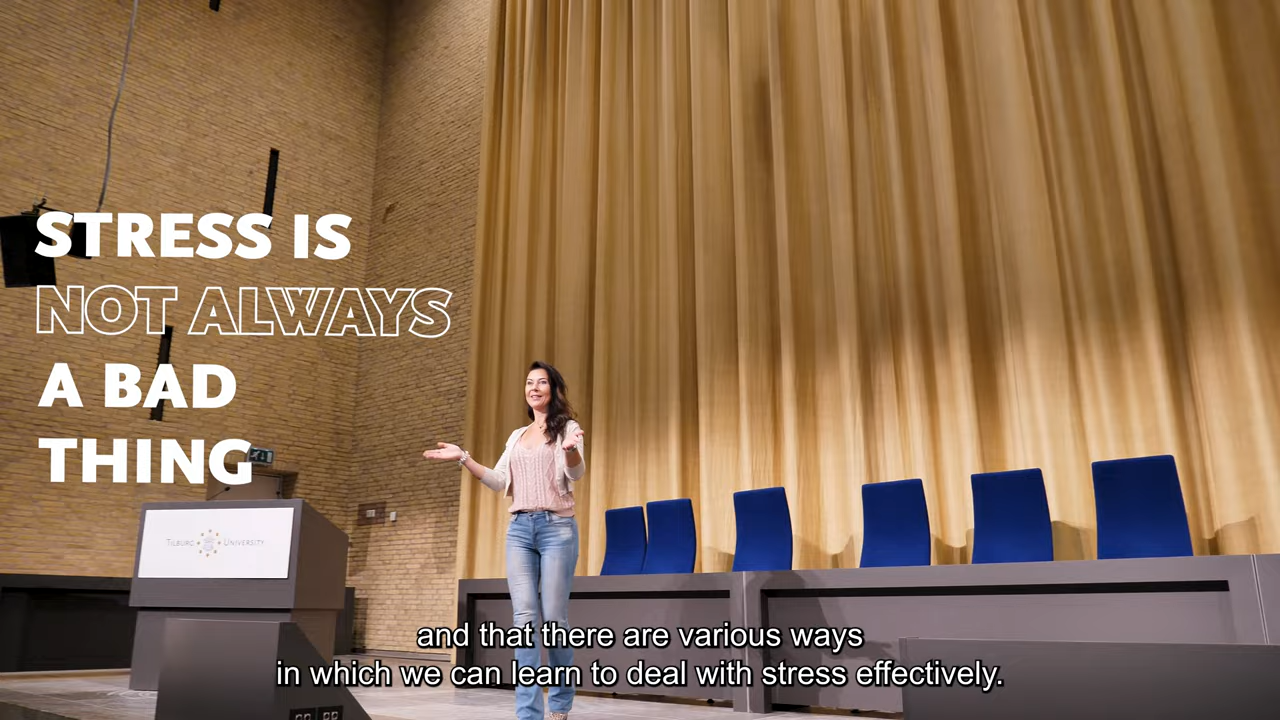 STRESS IS
NOT ALWAYS
A BAD
THING
TILBURG UNIVERSITY
and that there are various ways
in which we can learn to deal with stress effectively.